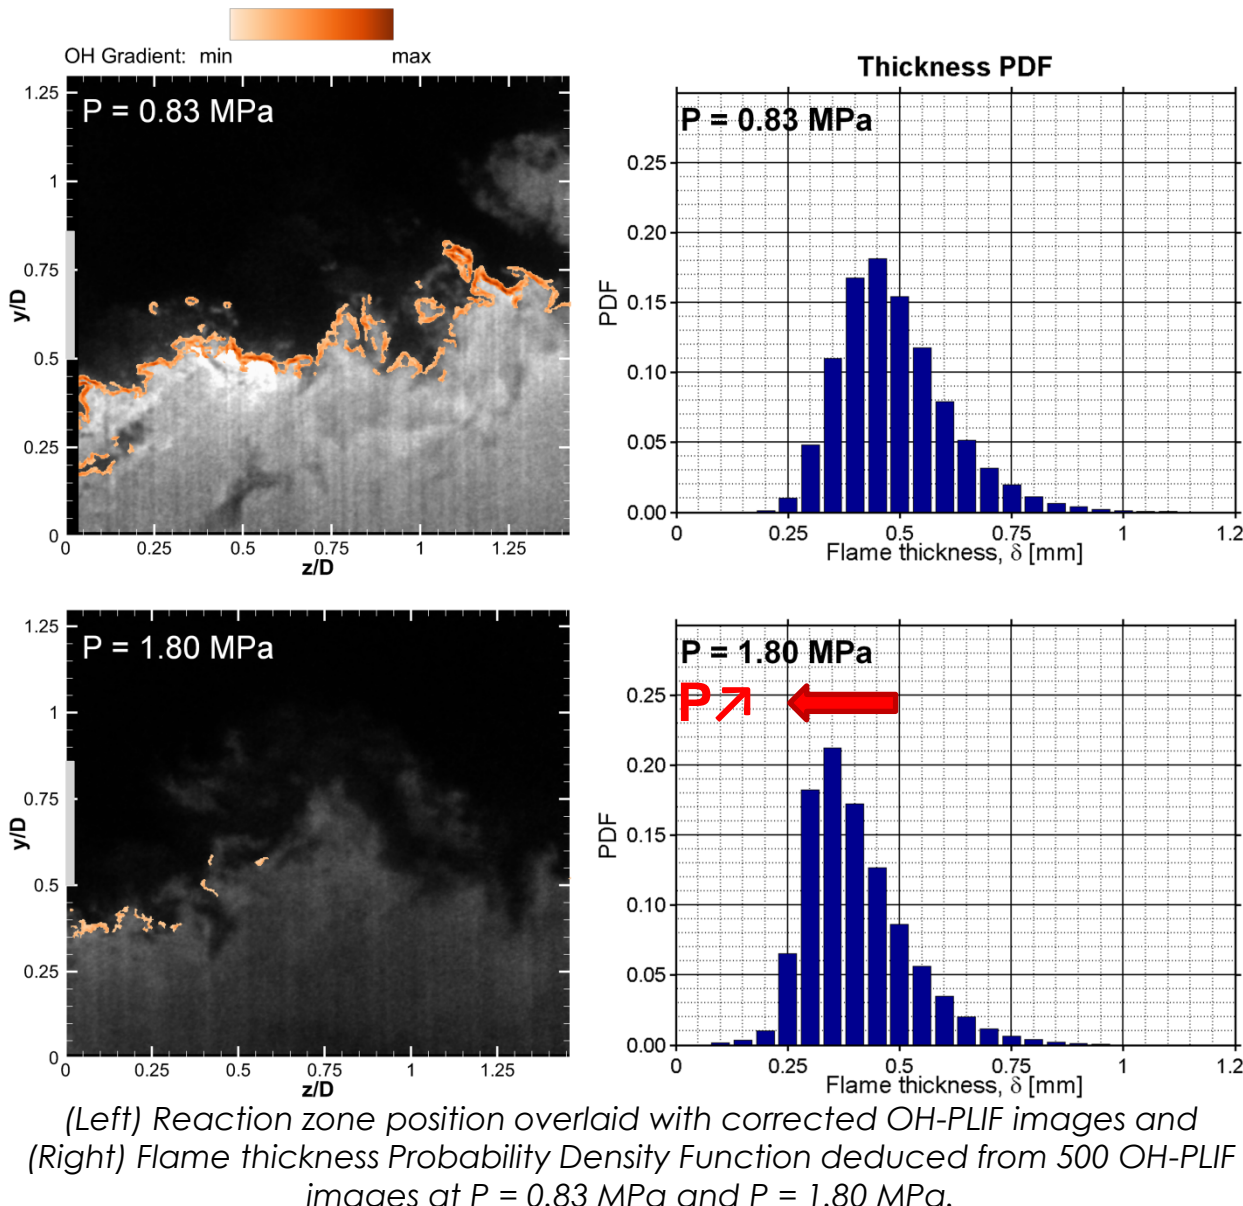 OH Gradient: min max
Thickness PDF
P = 0.83 MPa
1.25
1
0.75
0.5
0.25
0
y/D
0 0.25 0.5 0.75 1 1.25
z/D
P = 0.83 MPa
0.25
0.20
0.15
0.10
0.05
0.00
PDF
0 0.25 0.5 0.75 1 1.2
Flame thickness, δ [mm]
P = 1.80 MPa
1.25
1
0.75
0.5
0.25
0
y/D
0 0.25 0.5 0.75 1 1.25
z/D
P = 1.80 MPa
P↗
0.25
0.20
0.15
0.10
0.05
0.00
PDF
0 0.25 0.5 0.75 1 1.2
Flame thickness, δ [mm]
(Left) Reaction zone position overlaid with corrected OH-PLIF images and
(Right) Flame thickness Probability Density Function deduced from 500 OH-PLIF
images at P = 0.83 MPa and P = 1.80 MPa.